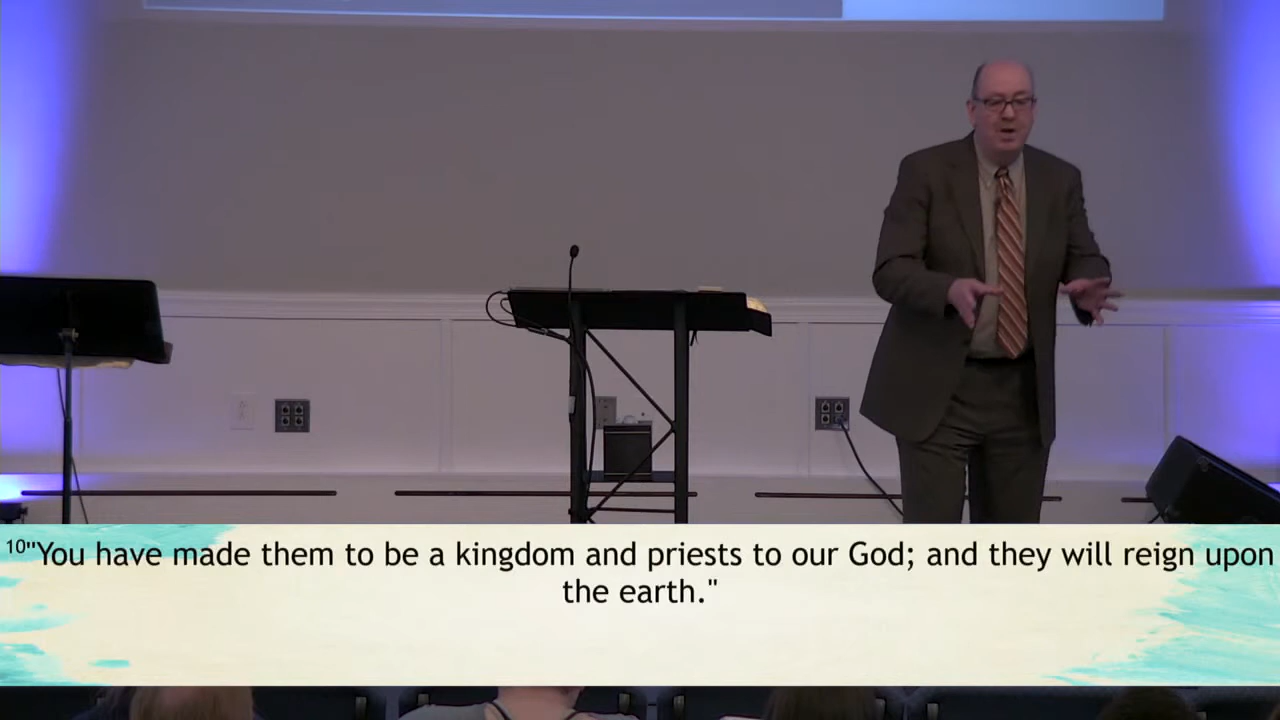 10"You have made them to be a kingdom and priests to our God; and they will reign upon
the earth."